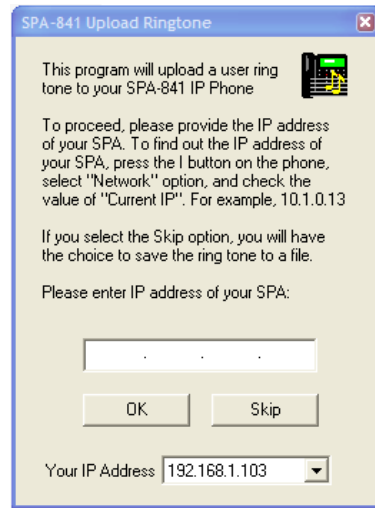 SPA-841 Upload Ringtone
This program will upload a user ring
tone to your SPA-841 IP Phone
To proceed, please provide the IP address
of your SPA. To find out the IP address of
your SPA, press the I button on the phone,
select "Network" option, and check the
value of "Current IP". For example, 10.1.0.13
If you select the Skip option, you will have
the choice to save the ring tone to a file.
Please enter IP address of your SPA:
. . .
OK Skip
Your IP Address 192.168.1.103